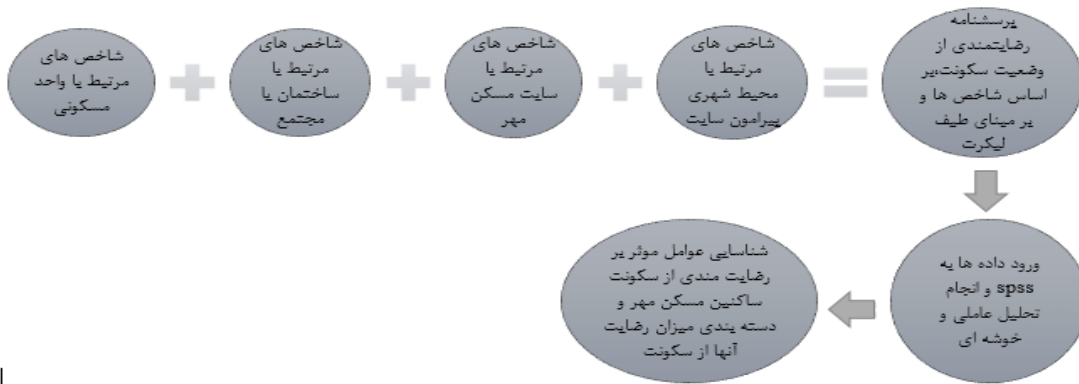 شاخص های
مرتبط با واحد
مسکونی
شاخص های
مرتبط با
ساختمان یا
مجتمع
شاخص های
مرتبط با
سایت مسکن
مهر
شاخص های
مرتبط با
محیط شهری
پیرامون سایت
پرسشنامه
رضایتمندی از
وضعیت سکونت،بر
اساس شاخص ها و
بر مبنای طیف
لیکرت
ورود داده ها به
spss و انجام
تحلیل عاملی و
خوشه ای
شناسایی عوامل موثر بر
رضایت مندی از سکونت
ساکنین مسکن مهر و
دسته بندی میزان رضایت
آنها از سکونت